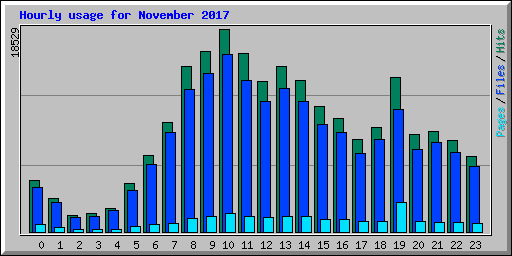 Hourly usage for November 2017
18529
Pages/Files/Hits
0 1 2 3 4 5 6 7 8 9 10 11 12 13 14 15 16 17 18 19 20 21 22 23